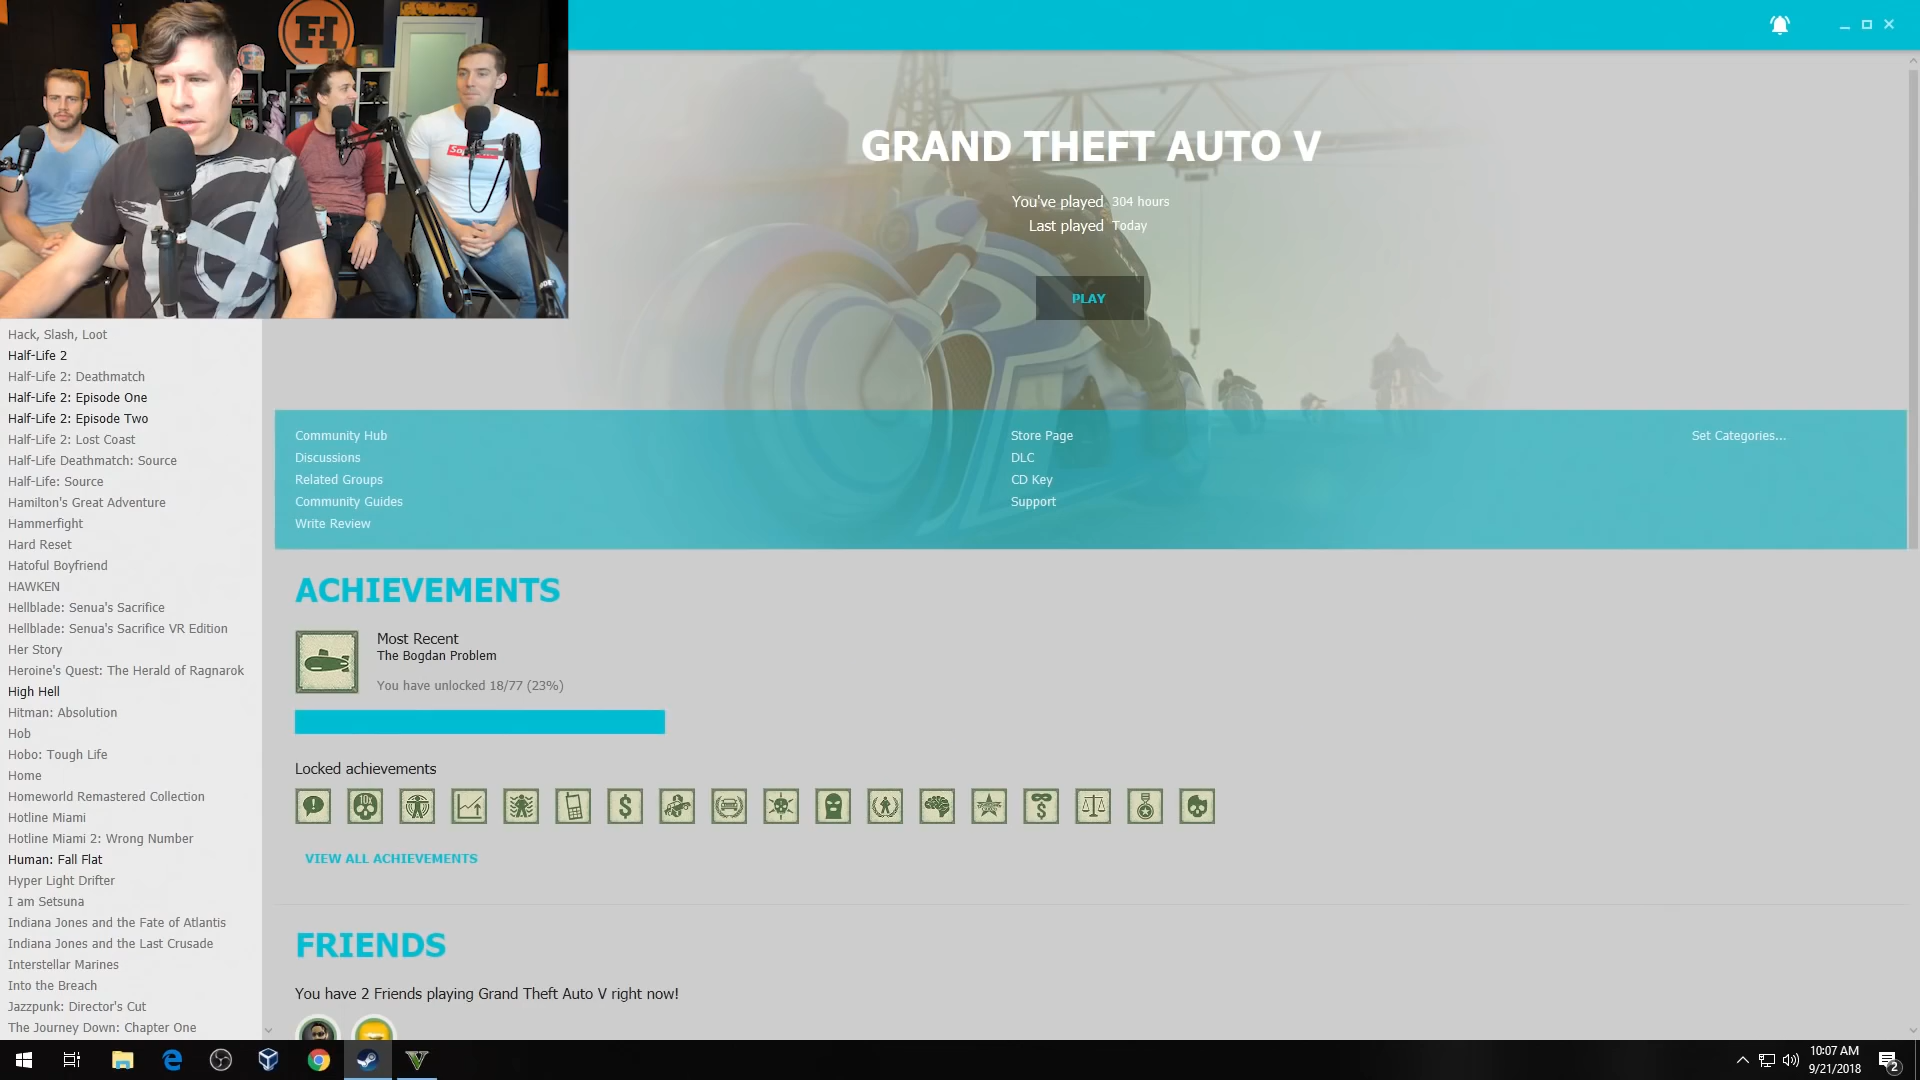 FH
Sup
GRAND THEFT AUTO V
You've played 304 hours
Last played Today
PLAY
Hack, Slash, Loot
Half-Life 2
Half-Life 2: Deathmatch
Half-Life 2: Episode One
Half-Life 2: Episode Two
Half-Life 2: Lost Coast
Half-Life Deathmatch: Source
Half-Life: Source
Hamilton's Great Adventure
Hammerfight
Hard Reset
Hatoful Boyfriend
HAWKEN
Hellblade: Senua's Sacrifice
Hellblade: Senua's Sacrifice VR Edition
Her Story
Heroine's Quest: The Herald of Ragnarok
High Hell
Hitman: Absolution
Hob
Hobo: Tough Life
Home
Homeworld Remastered Collection
Hotline Miami
Hotline Miami 2: Wrong Number
Human: Fall Flat
Hyper Light Drifter
I am Setsuna
Indiana Jones and the Fate of Atlantis
Indiana Jones and the Last Crusade
Interstellar Marines
Into the Breach
Jazzpunk: Director's Cut
The Journey Down: Chapter One
Community Hub
Discussions
Related Groups
Community Guides
Write Review
Store Page
DLC
CD Key
Support
Set Categories...
ACHIEVEMENTS
Most Recent
The Bogdan Problem
You have unlocked 18/77 (23%)
Locked achievements
10x
VIEW ALL ACHIEVEMENTS
FRIENDS
You have 2 Friends playing Grand Theft Auto V right now!
10:07 AM
9/21/2018
2